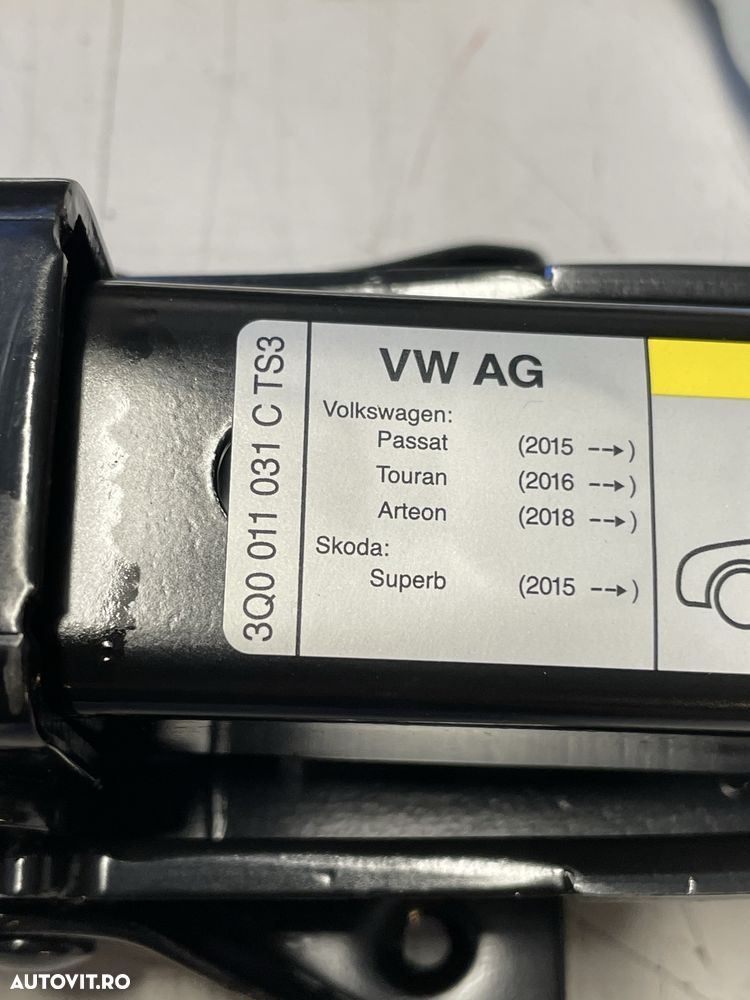 3Q0 011 031 C TS3
VW AG
Volkswagen:
Passat (2015 --→)
Touran (2016 --→)
Arteon (2018 --→)
Skoda:
Superb (2015 --→)
AUTOVIT.RO